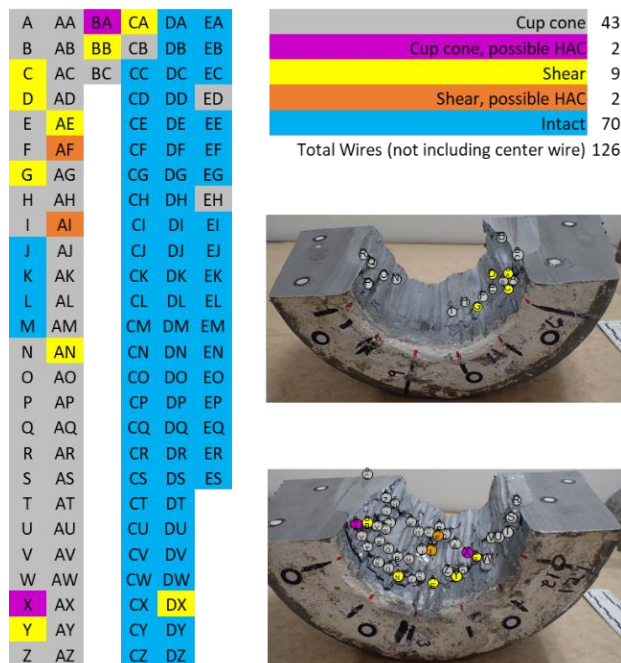 A AA BA CA DA EA
B AB BB CB DB EB
C AC BC CC DC EC
D AD CD DD ED
E AE CE DE EE
F AF CF DF EF
G AG CG DG EG
H AH CH DH EH
I AI CI DI EI
J AJ CJ DJ EJ
K AK CK DK EK
L AL CL DL EL
M AM CM DM EM
N AN CN DN EN
O AO CO DO EO
P AP CP DP EP
Q AQ CQ DQ EQ
R AR CR DR ER
S AS CS DS ES
T AT CT DT
U AU CU DU
V AV CV DV
W AW CW DW
X AX CX DX
Y AY CY DY
Z AZ CZ DZ
Cup cone 43
Cup cone, possible HAC 2
Shear 9
Shear, possible HAC 2
Intact 70
Total Wires (not including center wire) 126